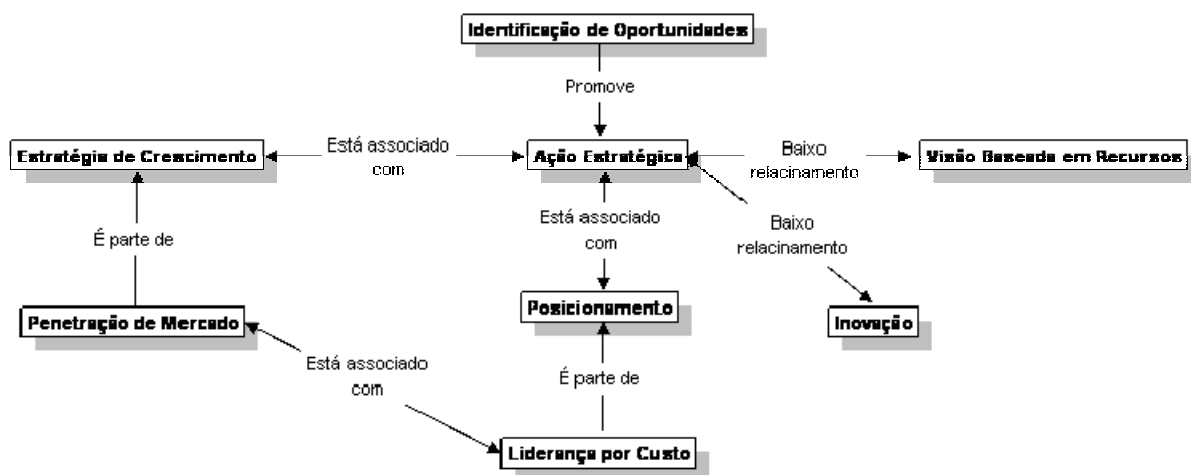 Identificação de Oportunidades
Promove
Estratégia de Crescimento
Está associado
com
Ação Estratégica
Baixo
relacinamento
Visão Baseada em Recursos
Está associado
com
Baixo
relacinamento
É parte de
Penetração de Mercado
Posicionamento
Inovação
Está associado
com
É parte de
Liderança por Custo